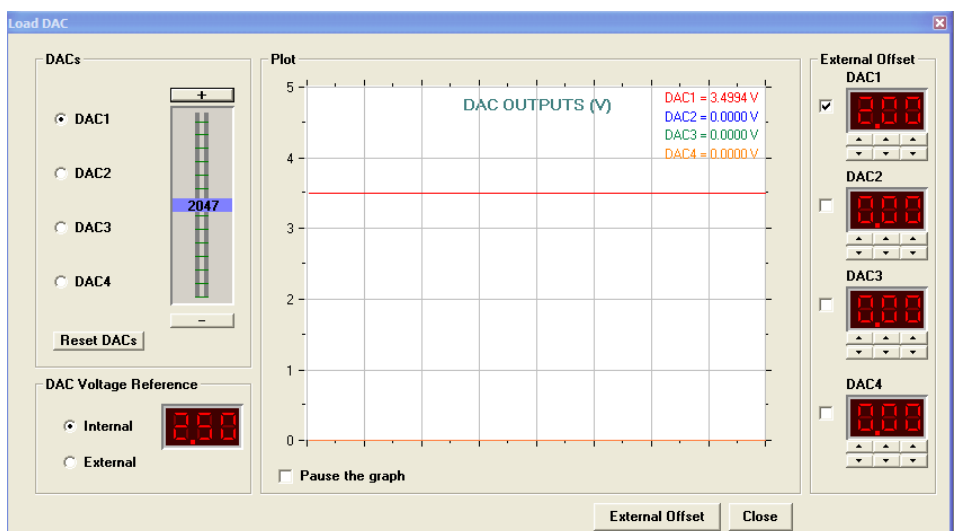 Load DAC
DACs
+
DAC1
DAC2
2047
DAC3
DAC4
–
Reset DACs
DAC Voltage Reference
Internal
2.50
External
Plot
5
DAC OUTPUTS (V)
DAC1 = 3.4994 V
DAC2 = 0.0000 V
DAC3 = 0.0000 V
DAC4 = 0.0000 V
4
3
2
1
0
Pause the graph
External Offset
DAC1
2.00
DAC2
0.00
DAC3
0.00
DAC4
0.00
External Offset
Close